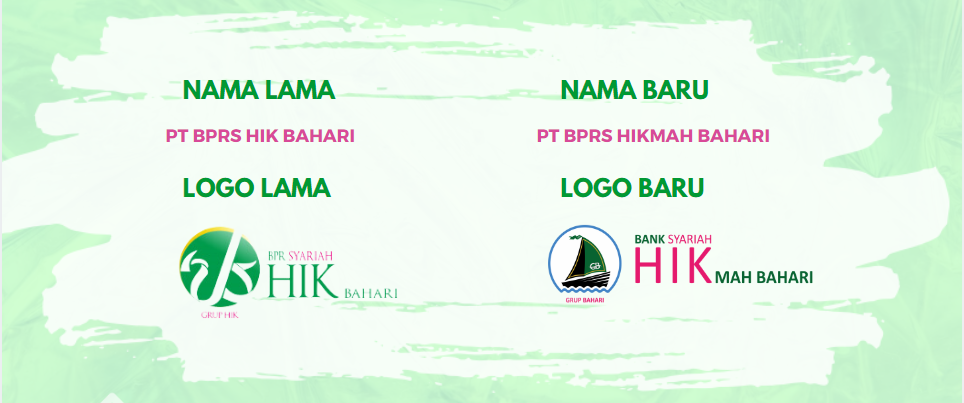 NAMA LAMA
PT BPRS HIK BAHARI
LOGO LAMA
BPR SYARIAH
HIK BAHARI
GRUP HIK
NAMA BARU
PT BPRS HIKMAH BAHARI
LOGO BARU
GB
GRUP BAHARI
BANK SYARIAH
HIKMAH BAHARI